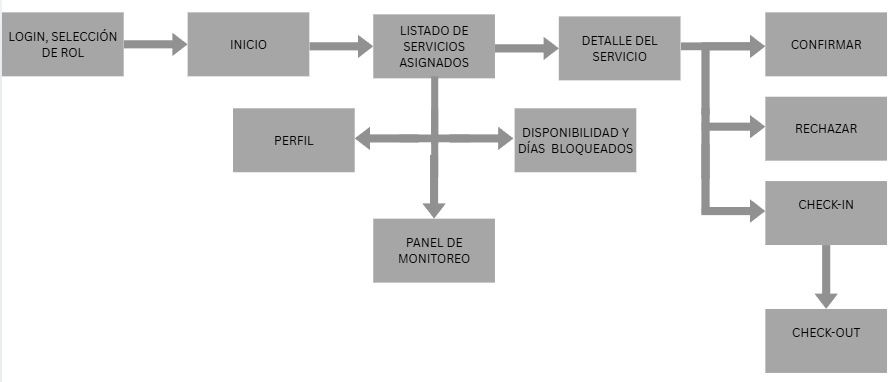 LOGIN, SELECCIÓN
DE ROL
INICIO
LISTADO DE
SERVICIOS
ASIGNADOS
DETALLE DEL
SERVICIO
CONFIRMAR
PERFIL
DISPONIBILIDAD Y
DÍAS BLOQUEADOS
RECHAZAR
PANEL DE
MONITOREO
CHECK-IN
CHECK-OUT